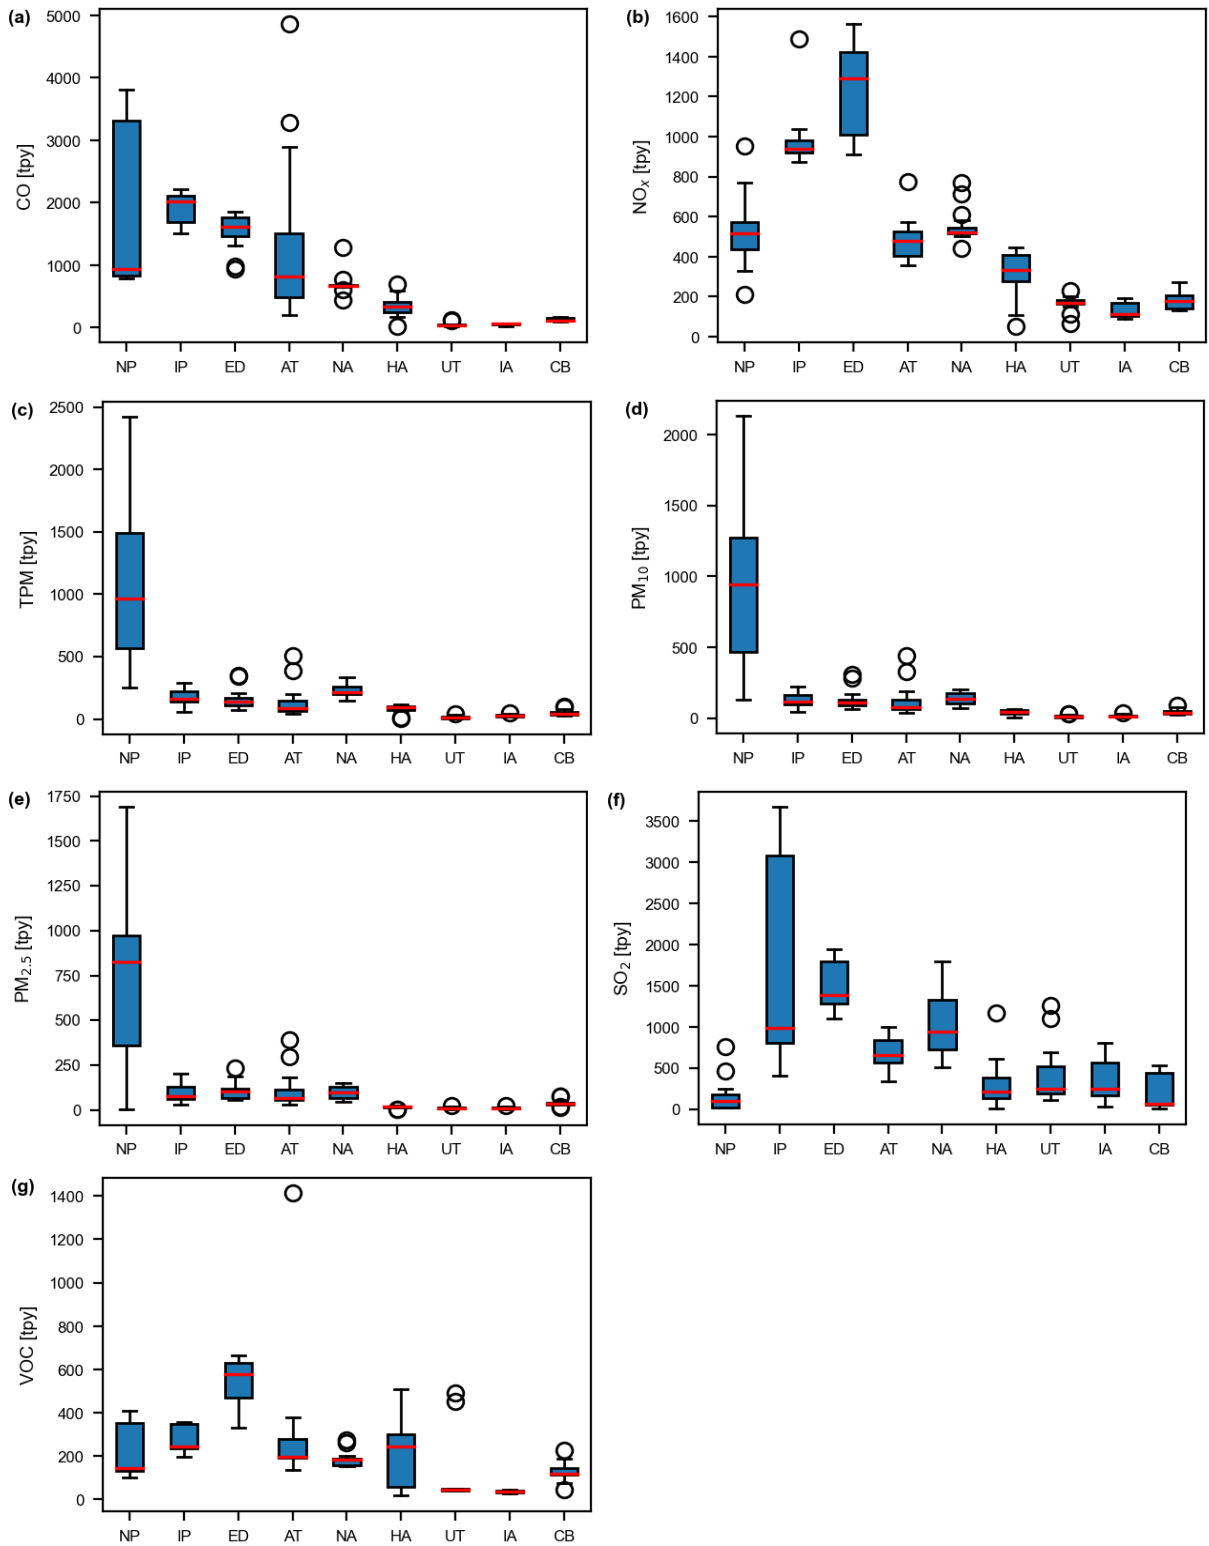 (a)
5000
4000
3000
2000
1000
0
CO [tpy]
NP IP ED AT NA HA UT IA CB
(b)
1600
1400
1200
1000
800
600
400
200
0
NOx [tpy]
NP IP ED AT NA HA UT IA CB
(c)
2500
2000
1500
1000
500
0
TPM [tpy]
NP IP ED AT NA HA UT IA CB
(d)
2000
1500
1000
500
0
PM10 [tpy]
NP IP ED AT NA HA UT IA CB
(e)
1750
1500
1250
1000
750
500
250
0
PM2.5 [tpy]
NP IP ED AT NA HA UT IA CB
(f)
3500
3000
2500
2000
1500
1000
500
0
SO2 [tpy]
NP IP ED AT NA HA UT IA CB
(g)
1400
1200
1000
800
600
400
200
0
VOC [tpy]
NP IP ED AT NA HA UT IA CB